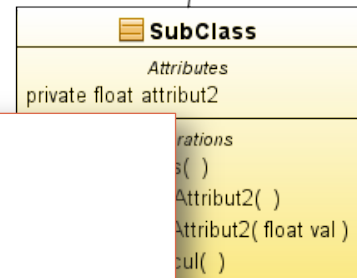 SubClass
Attributes
private float attribut2
rations
s( )
Attribut2( )
Attribut2( float val )
cul( )